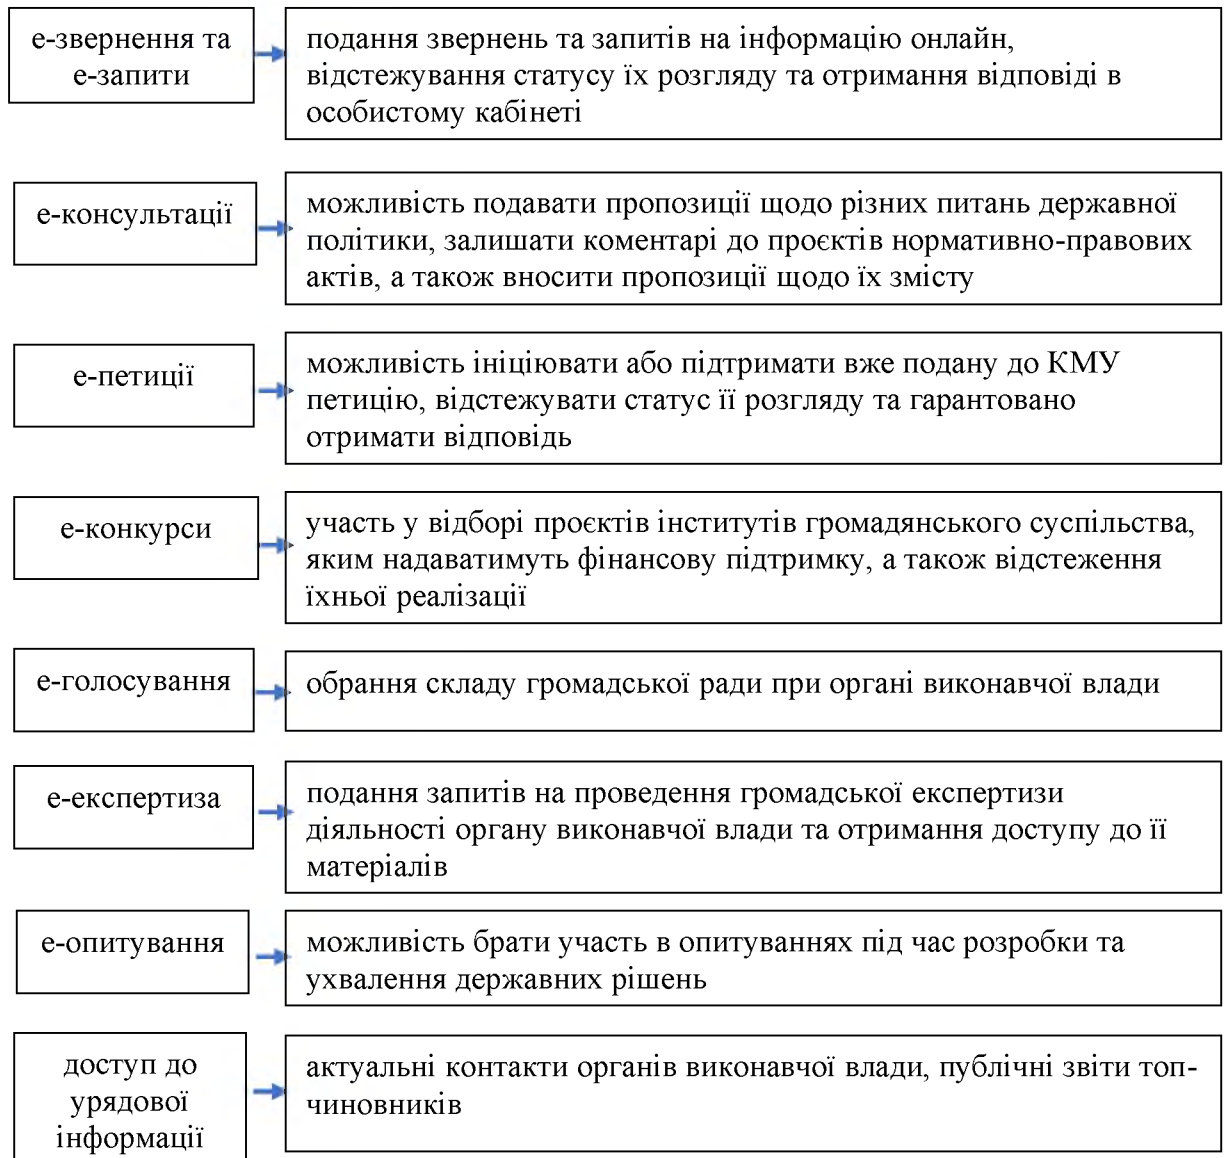 е-звернення та
е-запити
подання звернень та запитів на інформацію онлайн,
відстежування статусу їх розгляду та отримання відповіді в
особистому кабінеті
е-консультації
можливість подавати пропозиції щодо різних питань державної
політики, залишати коментарі до проєктів нормативно-правових
актів, а також вносити пропозиції щодо їх змісту
е-петиції
можливість ініціювати або підтримати вже подану до КМУ
петицію, відстежувати статус її розгляду та гарантовано
отримати відповідь
е-конкурси
участь у відборі проєктів інститутів громадянського суспільства,
яким надаватимуть фінансову підтримку, а також відстеження
їхньої реалізації
е-голосування
обрання складу громадської ради при органі виконавчої влади
е-експертиза
подання запитів на проведення громадської експертизи
діяльності органу виконавчої влади та отримання доступу до її
матеріалів
е-опитування
можливість брати участь в опитуваннях під час розробки та
ухвалення державних рішень
доступ до
урядової
інформації
актуальні контакти органів виконавчої влади, публічні звіти топ-
чиновників